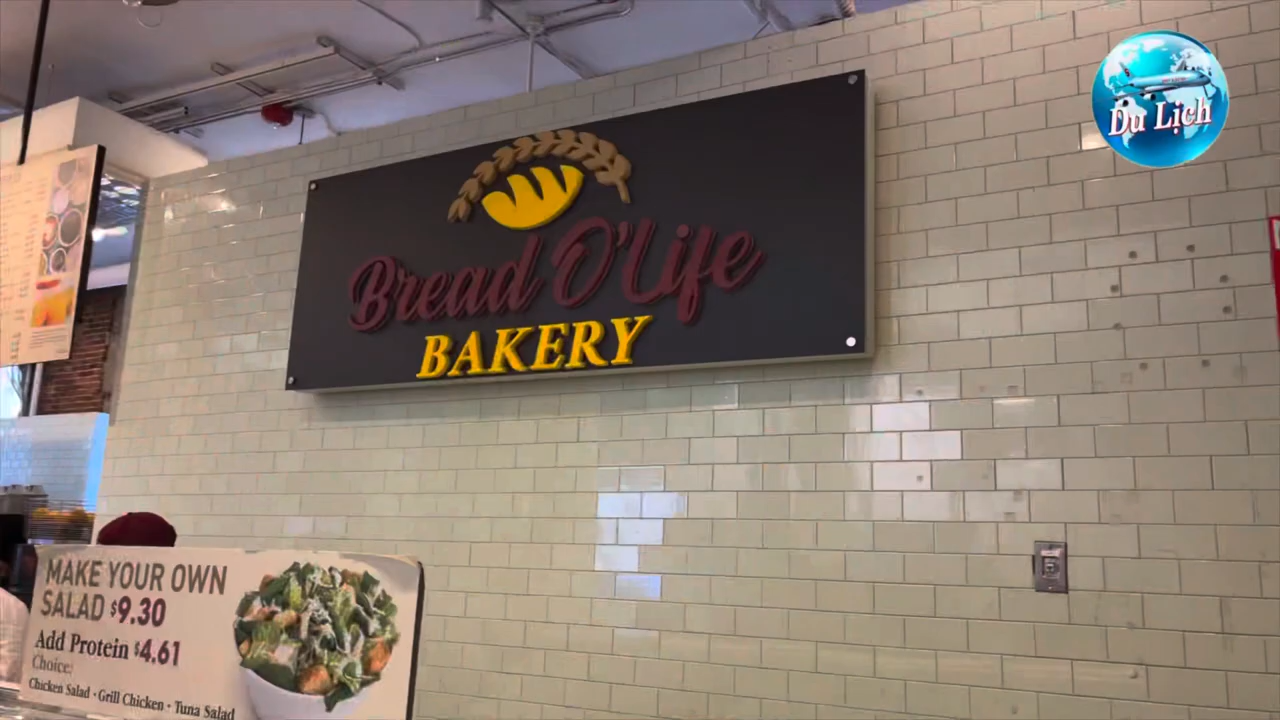 Du Lịch
Bread O'Life
BAKERY
MAKE YOUR OWN
SALAD $9.30
Add Protein $4.61
Choice:
Chicken Salad • Grill Chicken • Tuna Salad